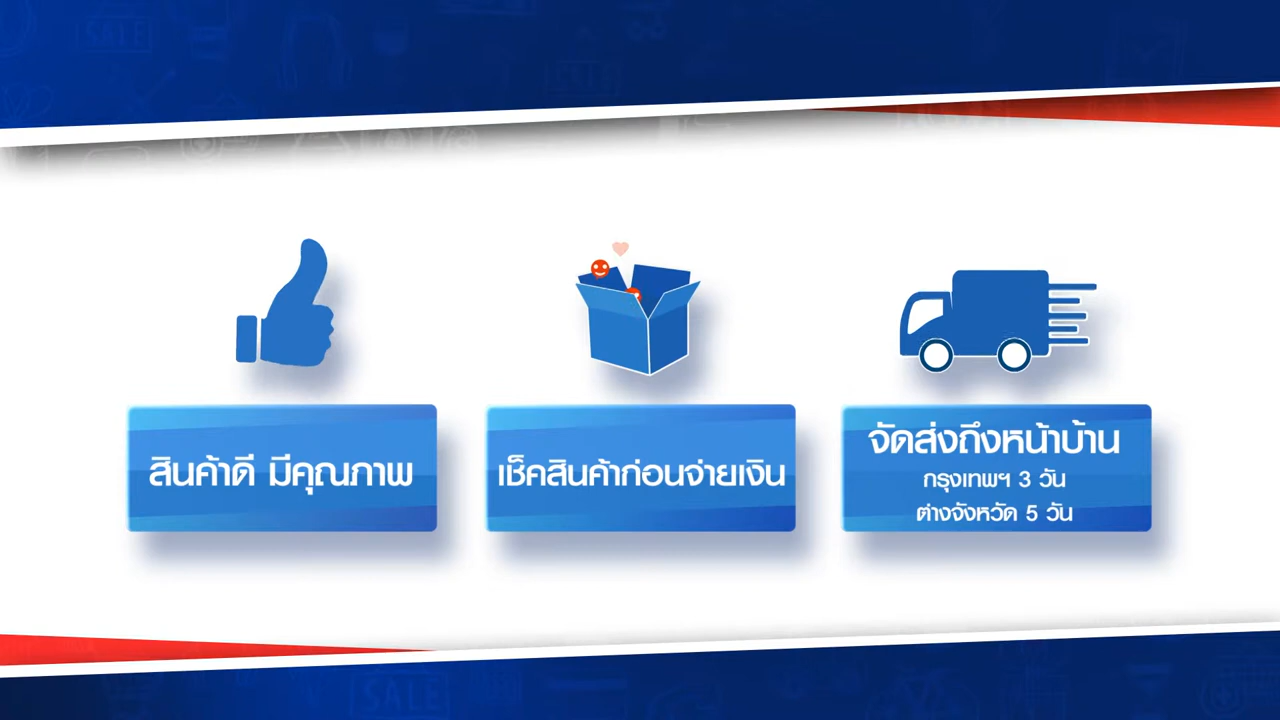 สินค้าดี มีคุณภาพ
เช็คสินค้าก่อนจ่ายเงิน
จัดส่งถึงหน้าบ้าน
กรุงเทพฯ 3 วัน
ต่างจังหวัด 5 วัน
SALE
SALE